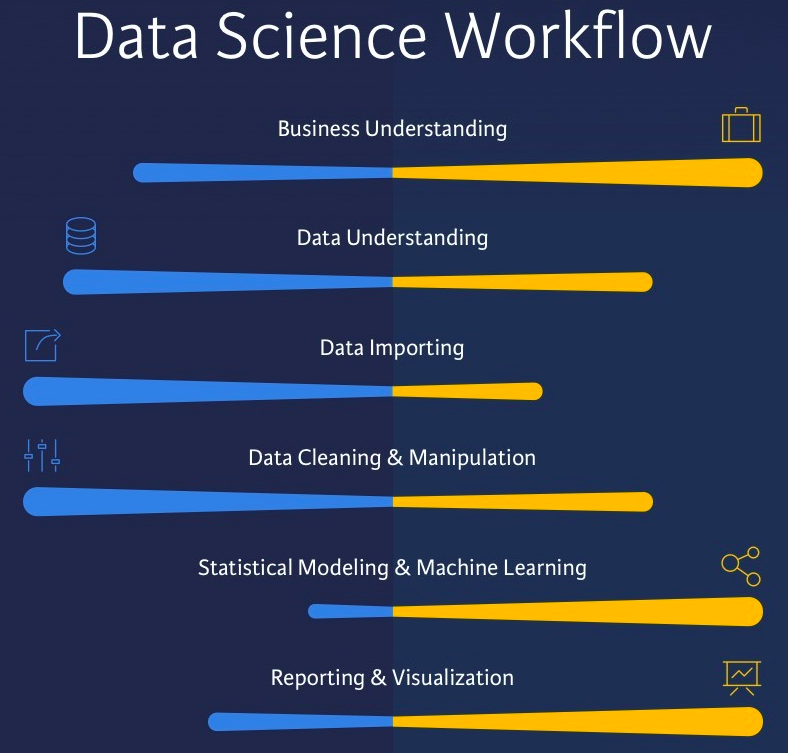 Data Science Workflow
Business Understanding
Data Understanding
Data Importing
Data Cleaning & Manipulation
Statistical Modeling & Machine Learning
Reporting & Visualization